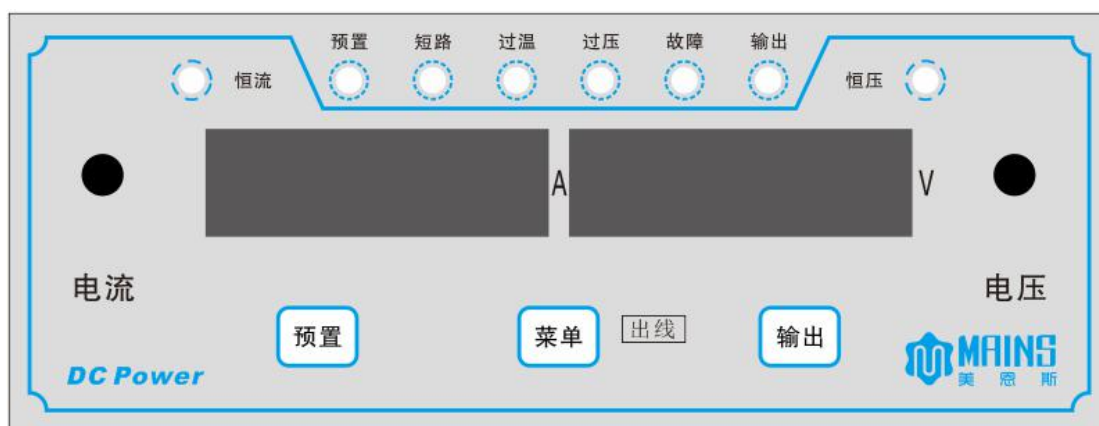 预置 短路 过温 过压 故障 输出
恒流 恒压
A V
电流 电压
预置 菜单 出线 输出
DC Power MAINS
美恩斯